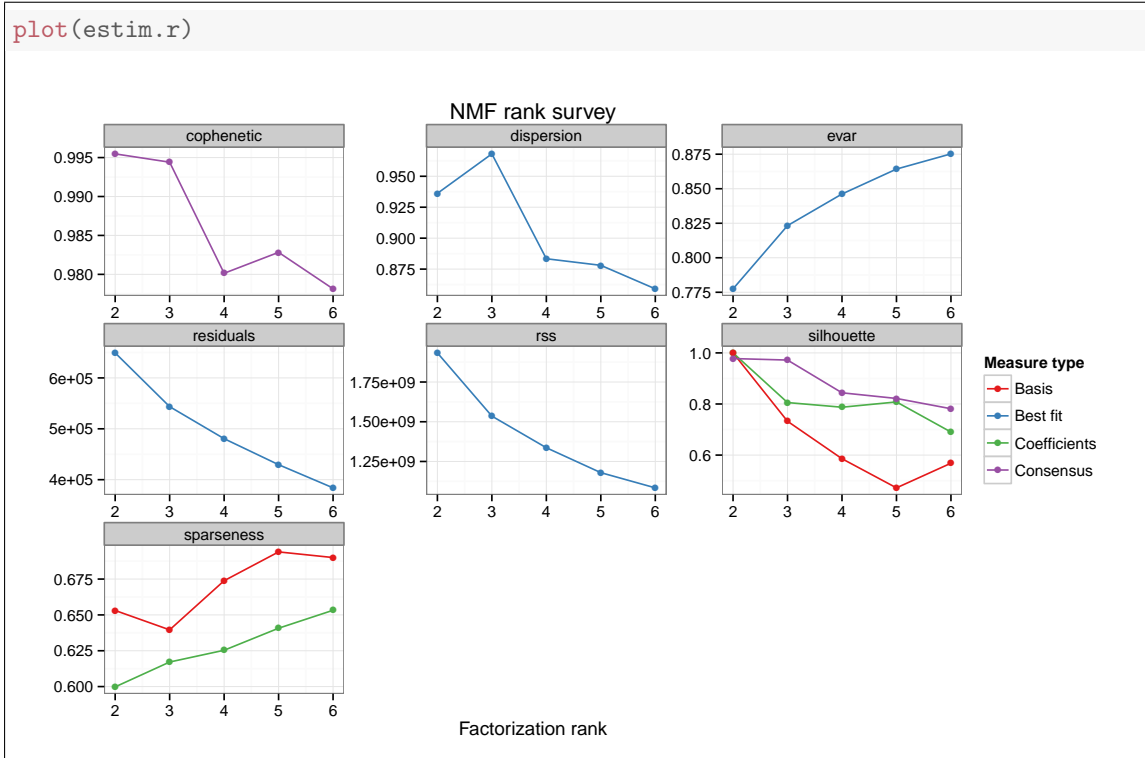 plot(estim.r)
NMF rank survey
cophenetic dispersion evar
0.995 0.990 0.985 0.980
2 3 4 5 6
0.950 0.925 0.900 0.875
2 3 4 5 6
0.875 0.850 0.825 0.800 0.775
2 3 4 5 6
residuals rss silhouette
6e+05 5e+05 4e+05
2 3 4 5 6
1.75e+09 1.50e+09 1.25e+09
2 3 4 5 6
1.0 0.8 0.6
2 3 4 5 6
Measure type
Basis
Best fit
Coefficients
Consensus
sparseness
0.675 0.650 0.625 0.600
2 3 4 5 6
Factorization rank